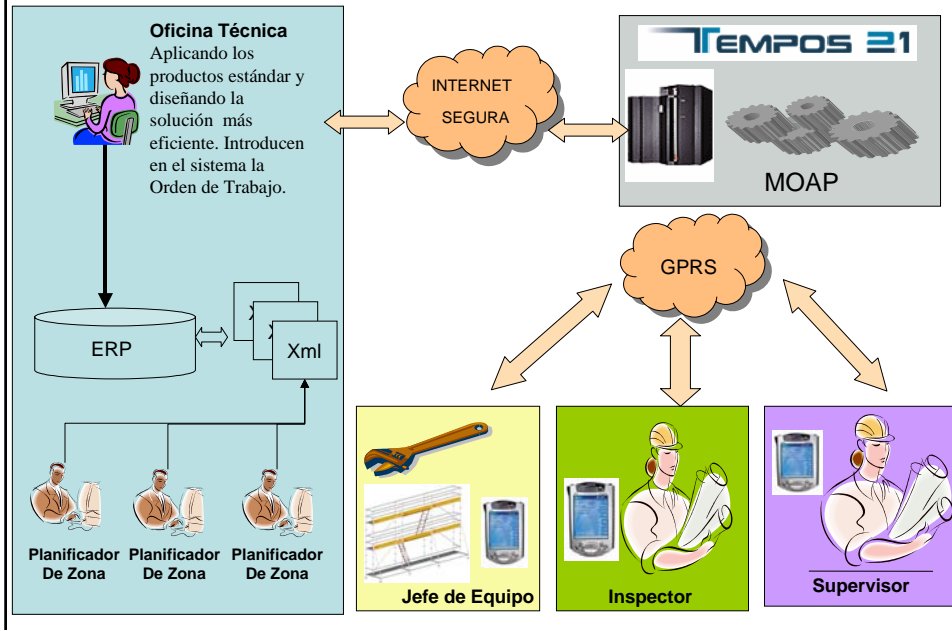 Oficina Técnica
Aplicando los
productos estándar y
diseñando la
solución más
eficiente. Introducen
en el sistema la
Orden de Trabajo.
INTERNET
SEGURA
TEMPOS 21
MOAP
GPRS
ERP
X
X
Xml
Planificador
De Zona
Planificador
De Zona
Planificador
De Zona
Jefe de Equipo
Inspector
Supervisor